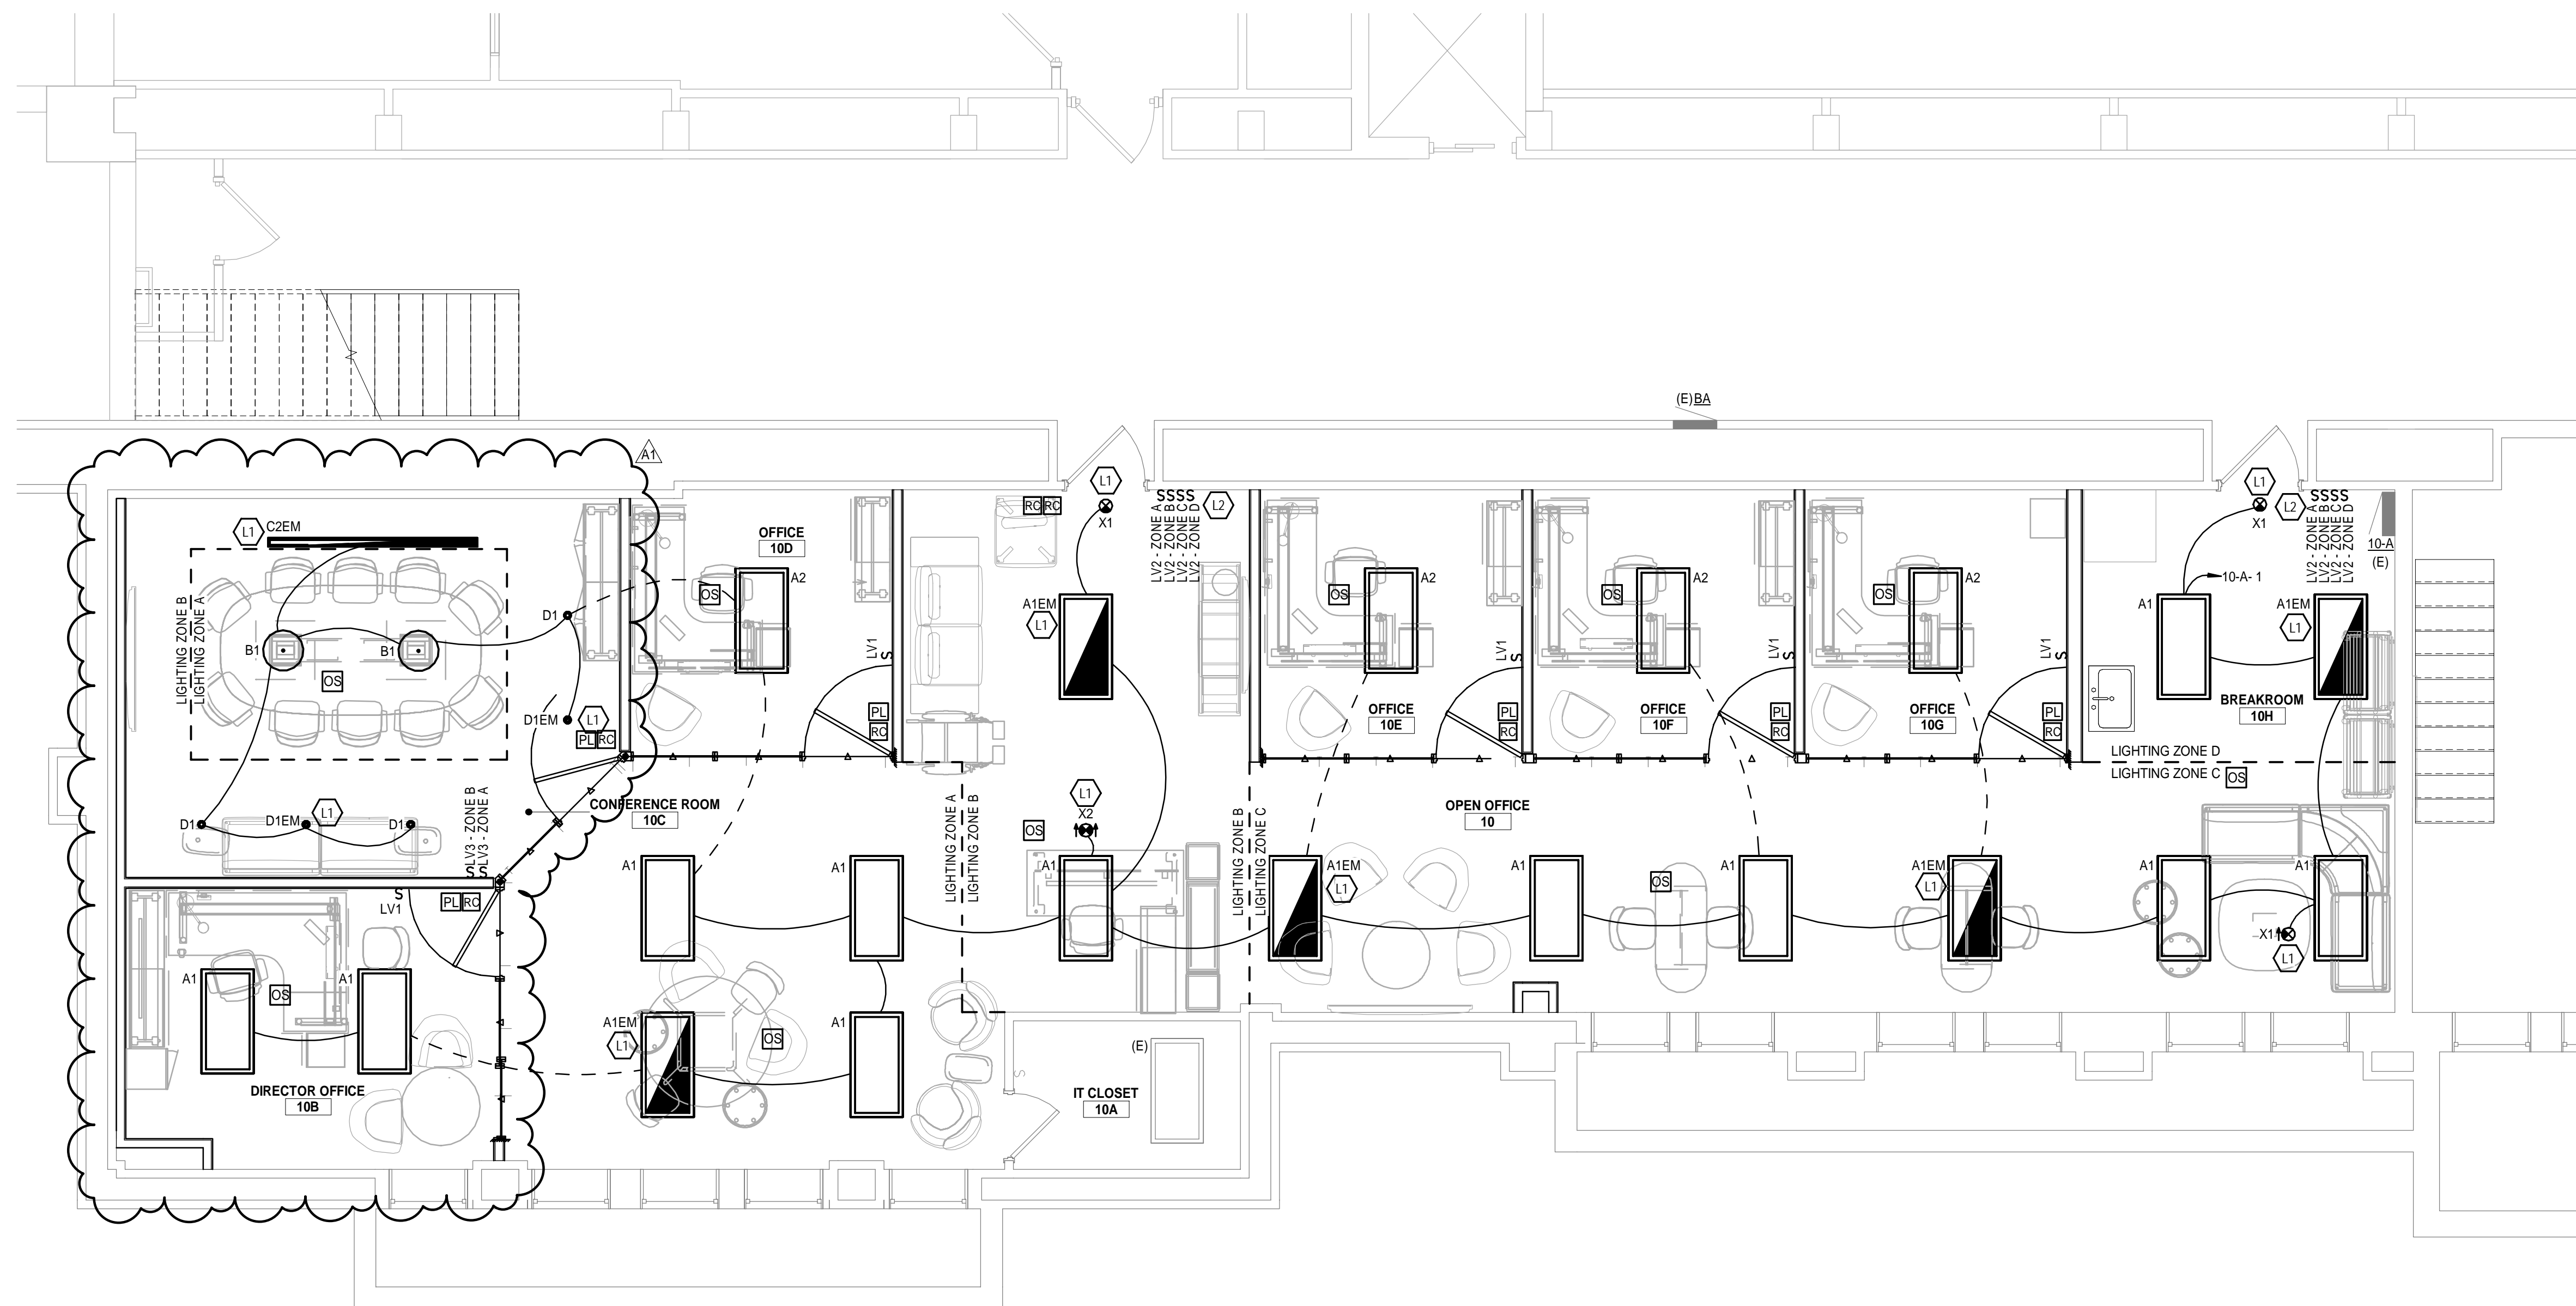 (E)BA
A1
L1
C2EM
LIGHTING ZONE B
LIGHTING ZONE A
B1
B1
OS
D1
D1EM
L1
PL
RC
D1
D1EM
L1
D1
S
LV3 - ZONE B
S
LV3 - ZONE A
CONFERENCE ROOM
10C
OFFICE
10D
OS
A2
LV1
S
PL
RC
RC
RC
L1
X1
LV2 - ZONE A
LV2 - ZONE B
LV2 - ZONE C
LV2 - ZONE D
SSSS
L2
A1EM
L1
OFFICE
10E
OS
A2
LV1
S
PL
RC
OFFICE
10F
OS
A2
LV1
S
PL
RC
OFFICE
10G
OS
A2
LV1
S
PL
RC
L1
X1
L2
LV2 - ZONE A
LV2 - ZONE B
LV2 - ZONE C
LV2 - ZONE D
SSSS
10-A
(E)
10-A- 1
A1
A1EM
L1
BREAKROOM
10H
LIGHTING ZONE D
LIGHTING ZONE C
OS
S
LV1
PL
RC
A1
OS
A1
DIRECTOR OFFICE
10B
A1
A1
LIGHTING ZONE A
LIGHTING ZONE B
OS
L1
X2
A1
LIGHTING ZONE B
LIGHTING ZONE C
A1EM
L1
OPEN OFFICE
10
A1
OS
A1
A1EM
L1
A1
A1
X1
L1
A1EM
L1
OS
A1
(E)
S
IT CLOSET
10A